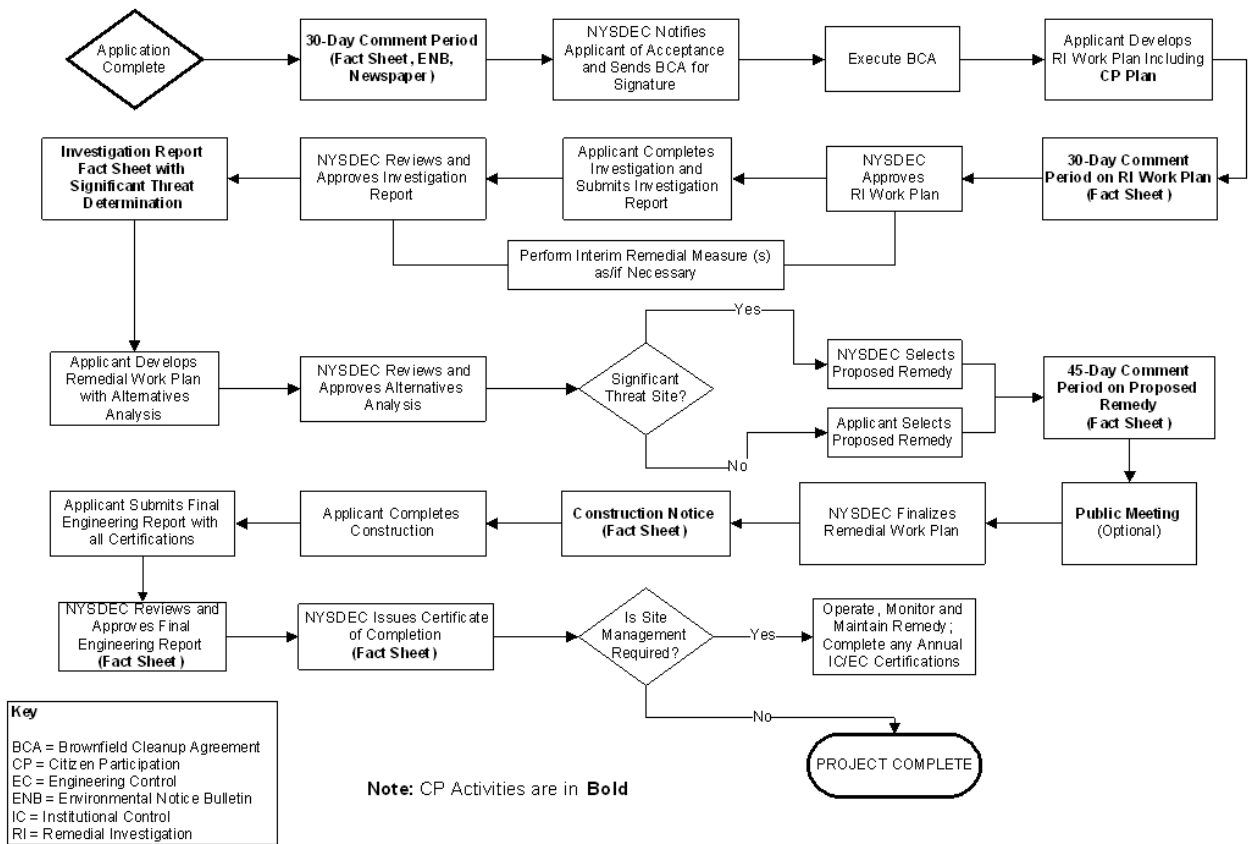 Application
Complete
30-Day Comment Period
(Fact Sheet, ENB,
Newspaper)
NYSDEC Notifies
Applicant of Acceptance
and Sends BCA for
Signature
Execute BCA
Applicant Develops
RI Work Plan Including
CP Plan
30-Day Comment
Period on RI Work Plan
(Fact Sheet)
NYSDEC
Approves
RI Work Plan
Applicant Completes
Investigation and
Submits Investigation
Report
NYSDEC Reviews and
Approves Investigation
Report
Investigation Report
Fact Sheet with
Significant Threat
Determination
Perform Interim Remedial Measure (s)
as/if Necessary
Applicant Develops
Remedial Work Plan
with Alternatives
Analysis
NYSDEC Reviews and
Approves Alternatives
Analysis
Significant
Threat Site?
Yes
NYSDEC Selects
Proposed Remedy
No
Applicant Selects
Proposed Remedy
45-Day Comment
Period on Proposed
Remedy
(Fact Sheet)
Public Meeting
(Optional)
NYSDEC Finalizes
Remedial Work Plan
Construction Notice
(Fact Sheet)
Applicant Completes
Construction
Applicant Submits Final
Engineering Report with
all Certifications
NYSDEC Reviews and
Approves Final
Engineering Report
(Fact Sheet)
NYSDEC Issues Certificate
of Completion
(Fact Sheet)
Is Site
Management
Required?
Yes
Operate, Monitor and
Maintain Remedy;
Complete any Annual
IC/EC Certifications
No
PROJECT COMPLETE
Key
BCA = Brownfield Cleanup Agreement
CP = Citizen Participation
EC = Engineering Control
ENB = Environmental Notice Bulletin
IC = Institutional Control
RI = Remedial Investigation
Note: CP Activities are in Bold